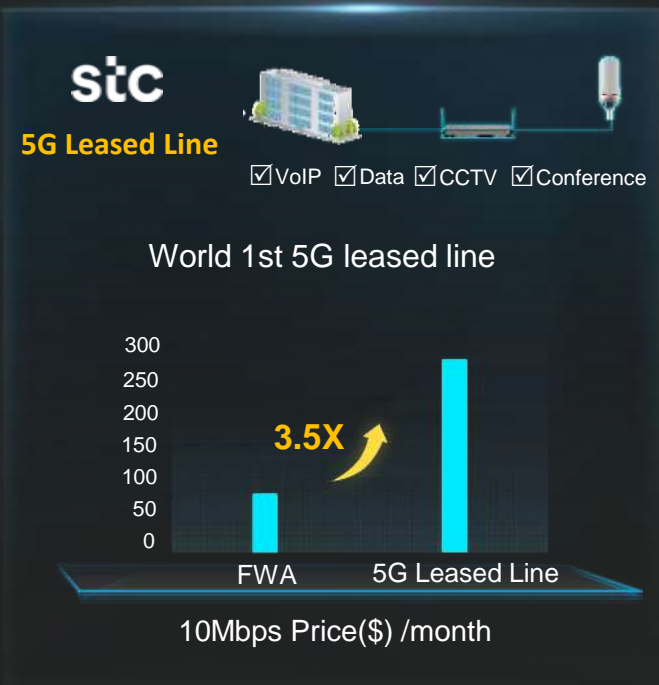 stc
5G Leased Line
☑VoIP ☑Data ☑CCTV ☑Conference
World 1st 5G leased line
300
250
200
150
100
50
0
3.5X
FWA
5G Leased Line
10Mbps Price($) /month